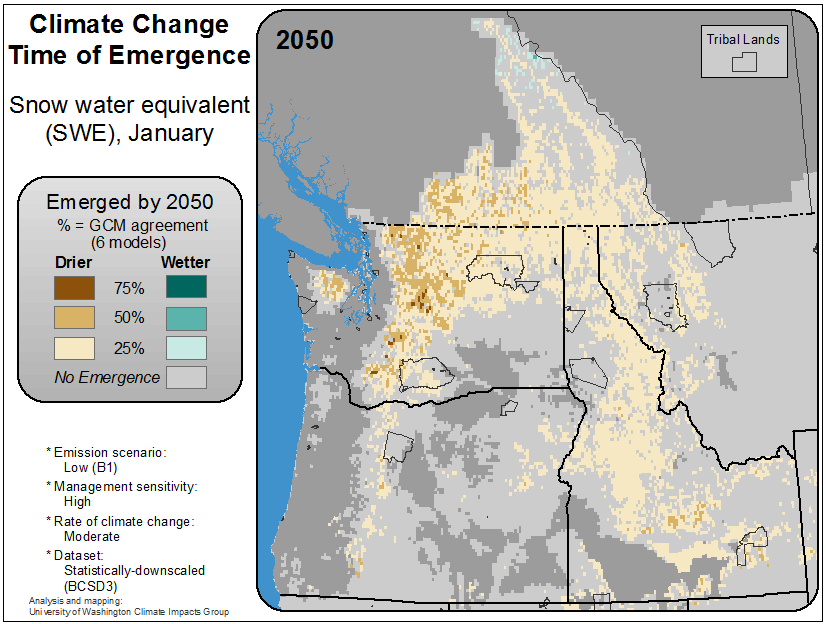 Climate Change
Time of Emergence
Snow water equivalent
(SWE), January
Emerged by 2050
% = GCM agreement
(6 models)
Drier
Wetter
75%
50%
25%
No Emergence
* Emission scenario:
Low (B1)
* Management sensitivity:
High
* Rate of climate change:
Moderate
* Dataset:
Statistically-downscaled
(BCSD3)
Analysis and mapping:
University of Washington Climate Impacts Group
2050
Tribal Lands